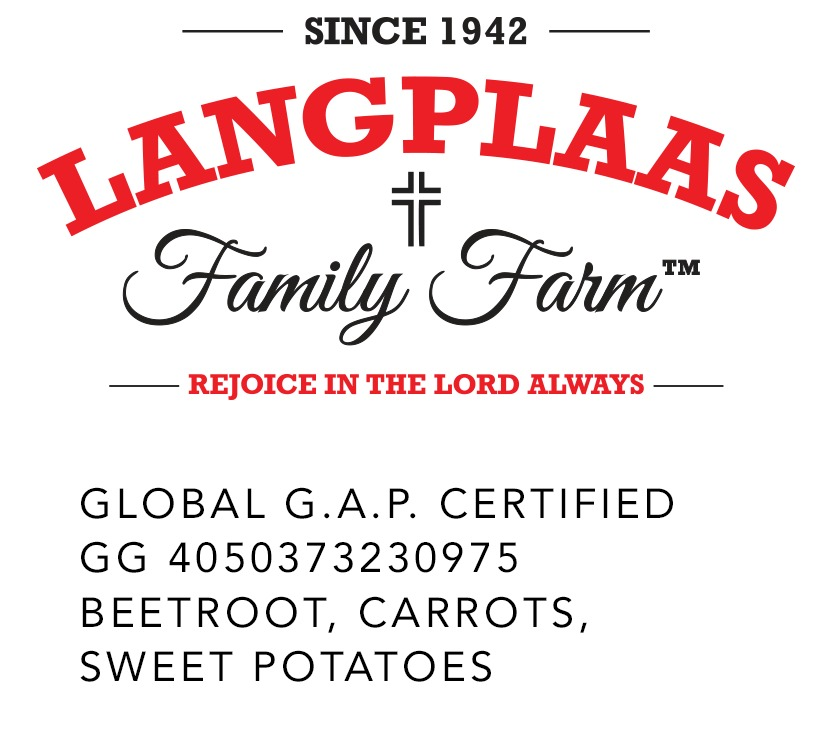 SINCE 1942
LANGPLAAS
Family Farm™
REJOICE IN THE LORD ALWAYS
GLOBAL G.A.P. CERTIFIED
GG 4050373230975
BEETROOT, CARROTS,
SWEET POTATOES